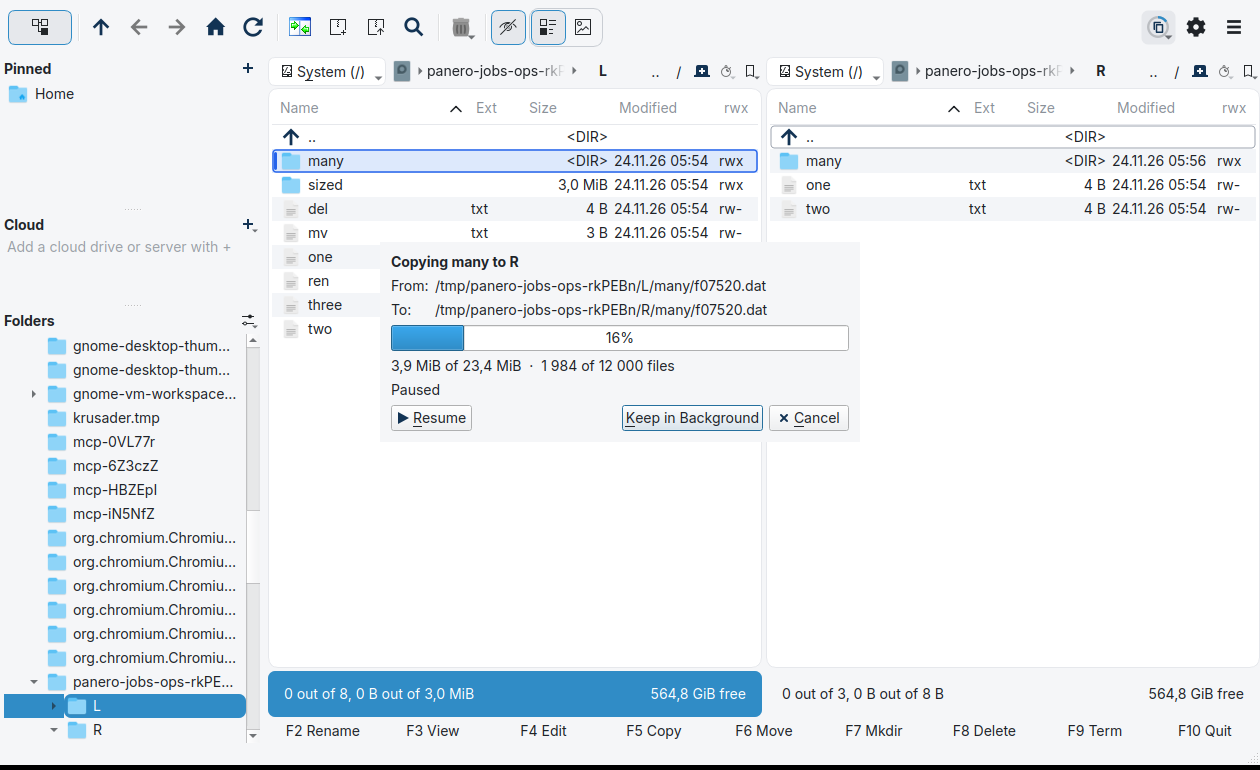 Pinned
Home
Cloud
Add a cloud drive or server with +
Folders
gnome-desktop-thum...
gnome-desktop-thum...
gnome-vm-workspace...
krusader.tmp
mcp-0VL77r
mcp-6Z3czZ
mcp-HBZEpI
mcp-iN5NfZ
org.chromium.Chromiu...
org.chromium.Chromiu...
org.chromium.Chromiu...
org.chromium.Chromiu...
org.chromium.Chromiu...
org.chromium.Chromiu...
panero-jobs-ops-rkPE...
L
R
System (/) panero-jobs-ops-rkP L .. /
Name Ext Size Modified rwx
.. <DIR>
many <DIR> 24.11.26 05:54 rwx
sized 3,0 MiB 24.11.26 05:54 rwx
del txt 4 B 24.11.26 05:54 rw-
mv txt 3 B 24.11.26 05:54 rw-
one
ren
three
two
0 out of 8, 0 B out of 3,0 MiB 564,8 GiB free
System (/) panero-jobs-ops-rkP R .. /
Name Ext Size Modified rwx
.. <DIR>
many <DIR> 24.11.26 05:56 rwx
one txt 4 B 24.11.26 05:54 rw-
two txt 4 B 24.11.26 05:54 rw-
0 out of 3, 0 B out of 8 B 564,8 GiB free
Copying many to R
From: /tmp/panero-jobs-ops-rkPEBn/L/many/f07520.dat
To: /tmp/panero-jobs-ops-rkPEBn/R/many/f07520.dat
16%
3,9 MiB of 23,4 MiB · 1 984 of 12 000 files
Paused
Resume Keep in Background Cancel
F2 Rename F3 View F4 Edit F5 Copy F6 Move F7 Mkdir F8 Delete F9 Term F10 Quit